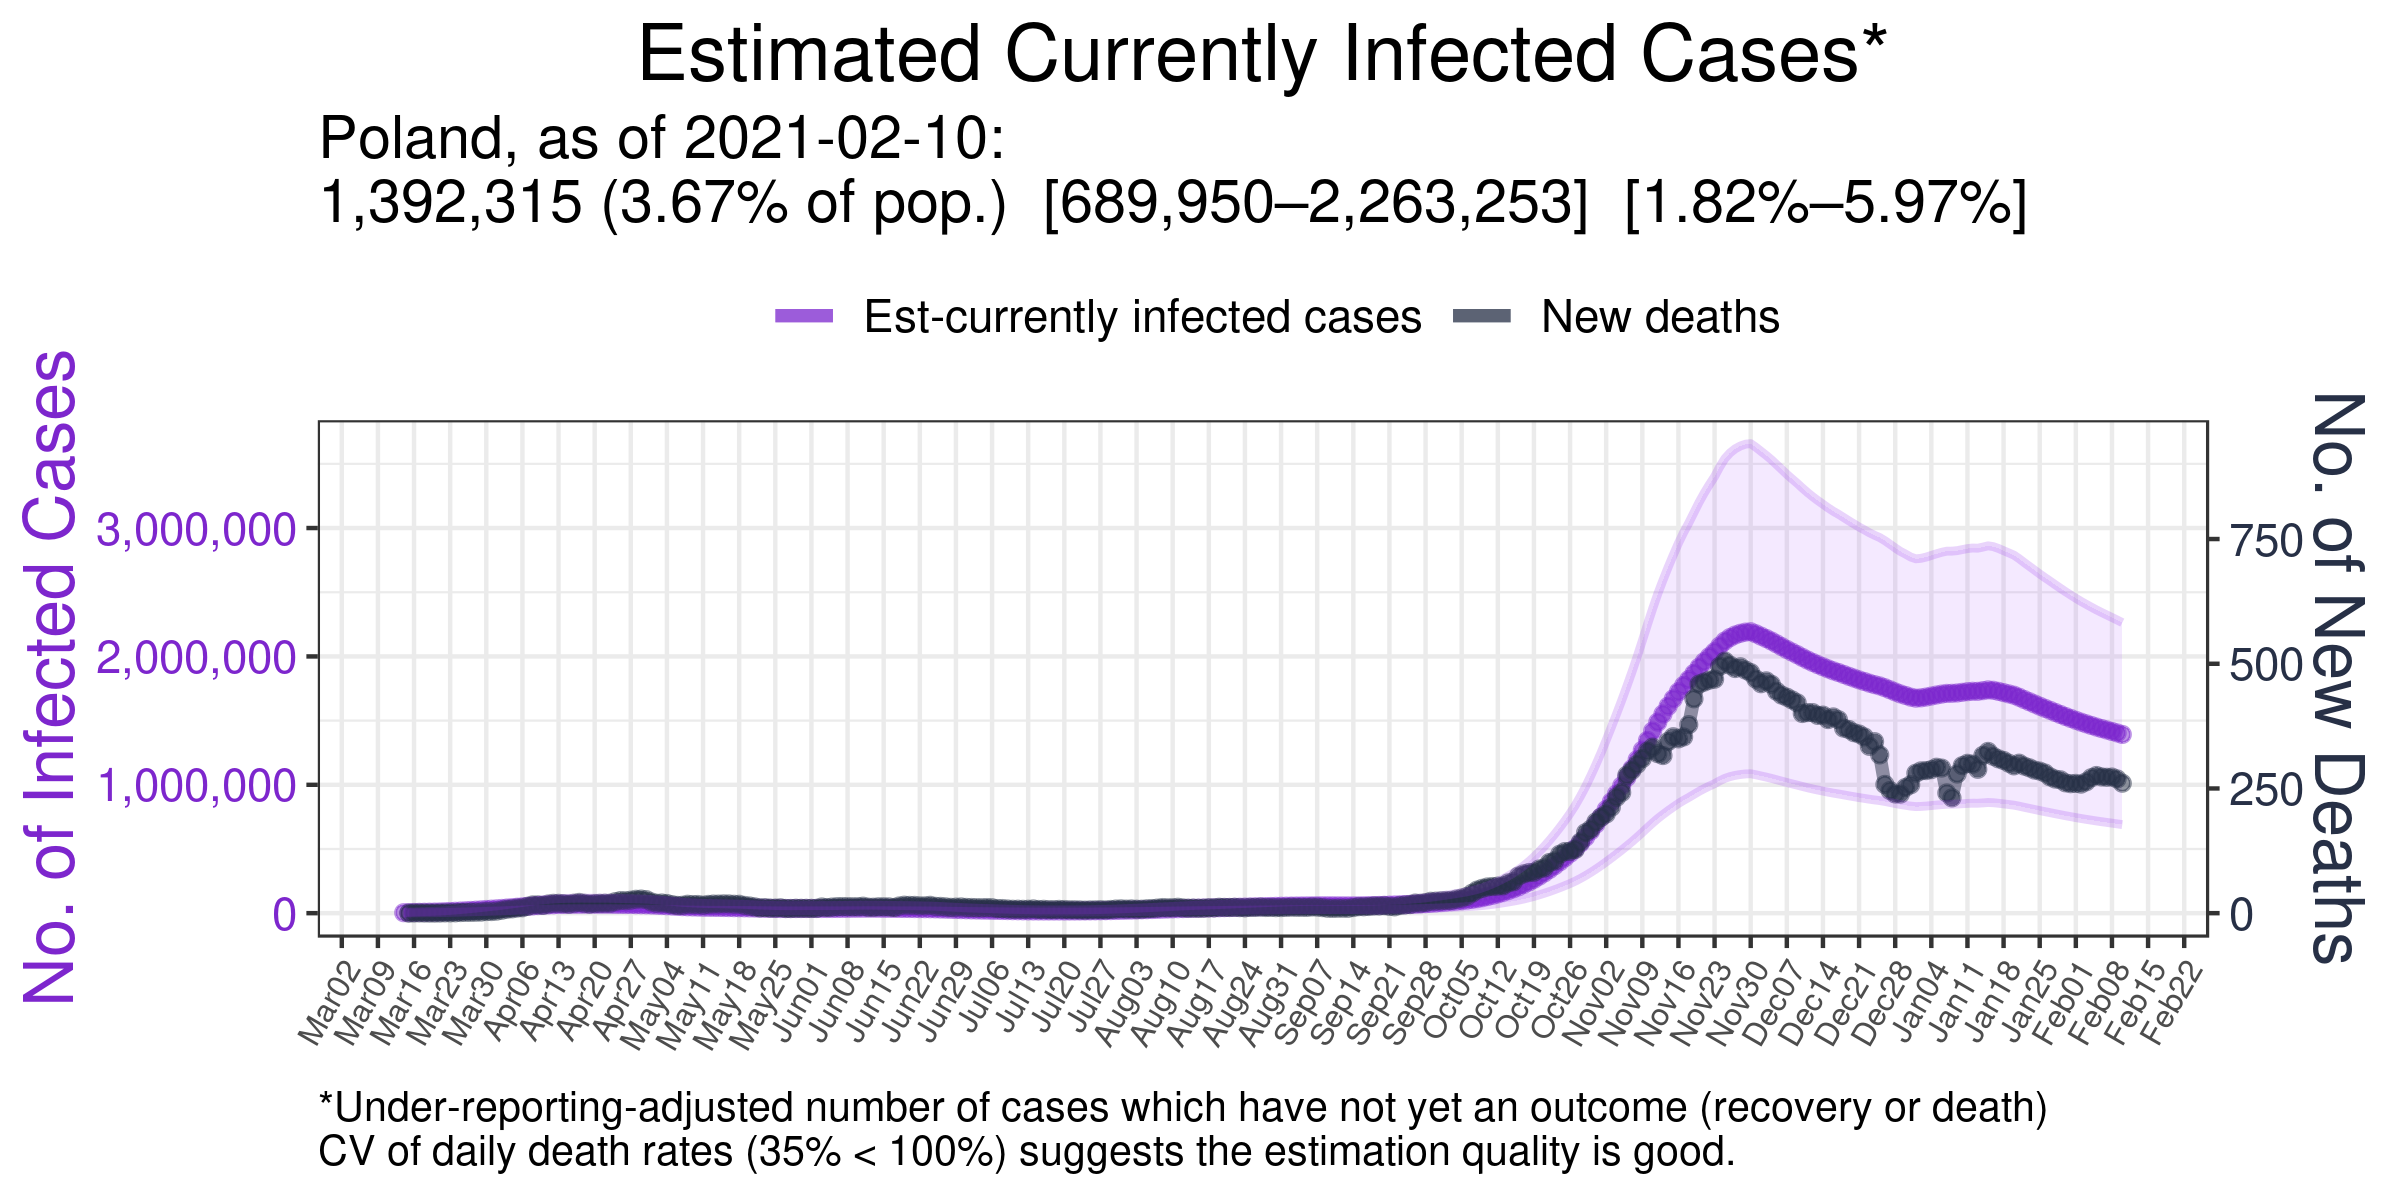 Estimated Currently Infected Cases*
Poland, as of 2021-02-10:
1,392,315 (3.67% of pop.) [689,950–2,263,253] [1.82%–5.97%]
Est-currently infected cases
New deaths
No. of Infected Cases
3,000,000
2,000,000
1,000,000
0
No. of New Deaths
750
500
250
0
Mar02
Mar09
Mar16
Mar23
Mar30
Apr06
Apr13
Apr20
Apr27
May04
May11
May18
May25
Jun01
Jun08
Jun15
Jun22
Jun29
Jul06
Jul13
Jul20
Jul27
Aug03
Aug10
Aug17
Aug24
Aug31
Sep07
Sep14
Sep21
Sep28
Oct05
Oct12
Oct19
Oct26
Nov02
Nov09
Nov16
Nov23
Nov30
Dec07
Dec14
Dec21
Dec28
Jan04
Jan11
Jan18
Jan25
Feb01
Feb08
Feb15
Feb22
*Under-reporting-adjusted number of cases which have not yet an outcome (recovery or death)
CV of daily death rates (35% < 100%) suggests the estimation quality is good.